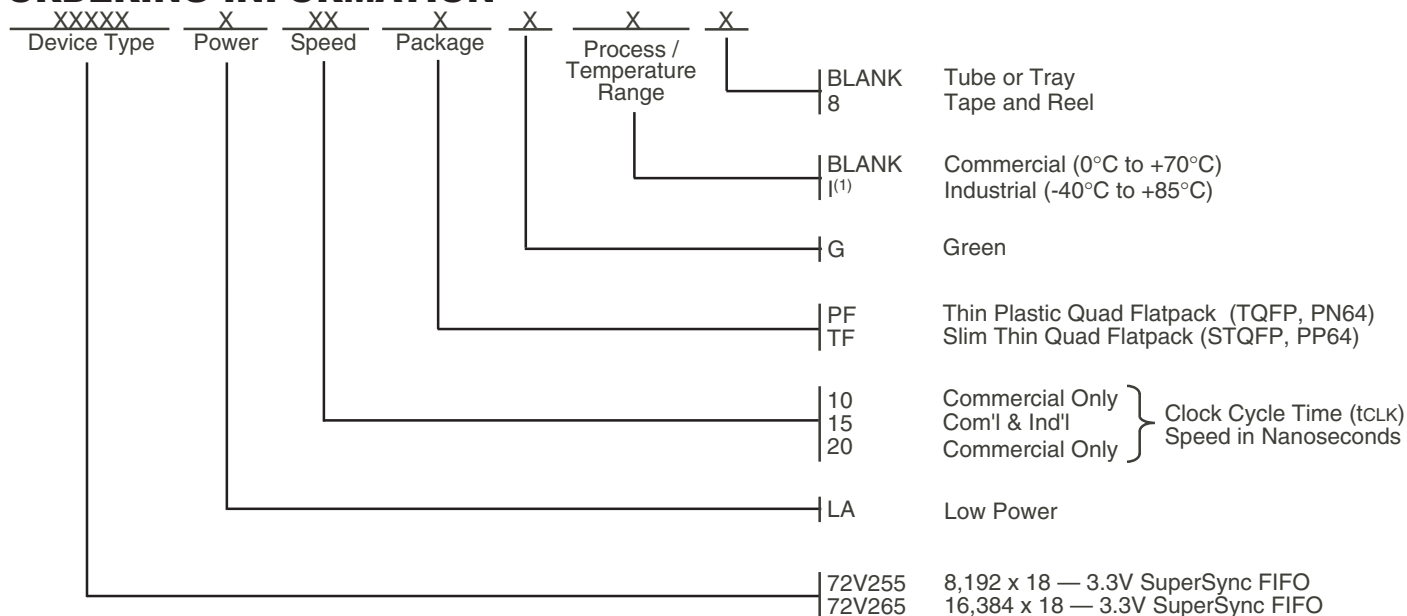 ORDERING INFORMATION
XXXXX X XX X X X X
Device Type Power Speed Package
Process /
Temperature
Range
BLANK Tube or Tray
8 Tape and Reel
BLANK Commercial (0°C to +70°C)
I(1) Industrial (-40°C to +85°C)
G Green
PF Thin Plastic Quad Flatpack (TQFP, PN64)
TF Slim Thin Quad Flatpack (STQFP, PP64)
10 Commercial Only
15 Com'l & Ind'l
20 Commercial Only
Clock Cycle Time (tCLK)
Speed in Nanoseconds
LA Low Power
72V255 8,192 x 18 — 3.3V SuperSync FIFO
72V265 16,384 x 18 — 3.3V SuperSync FIFO